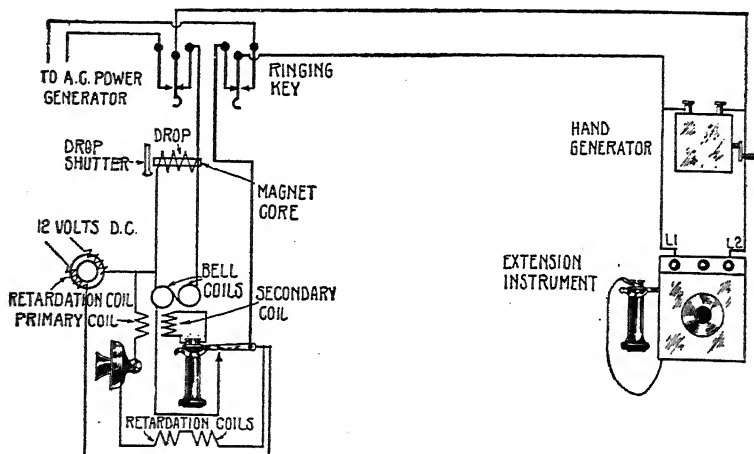 TO A.C. POWER
GENERATOR
RINGING
KEY
DROP
DROP
SHUTTER
MAGNET
CORE
HAND
GENERATOR
12 VOLTS D.C.
BELL
COILS
RETARDATION COIL
PRIMARY COIL
SECONDARY
COIL
EXTENSION
INSTRUMENT
L1
L2
RETARDATION COILS